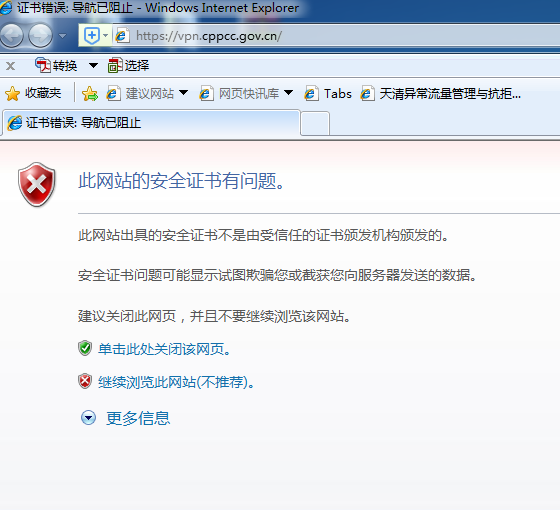 证书错误: 导航已阻止 - Windows Internet Explorer
https://vpn.cppcc.gov.cn/
转换 选择
收藏夹 建议网站 网页快讯库 Tabs 天清异常流量管理与抗拒...
证书错误: 导航已阻止
此网站的安全证书有问题。
此网站出具的安全证书不是由受信任的证书颁发机构颁发的。
安全证书问题可能显示试图欺骗您或截获您向服务器发送的数据。
建议关闭此网页，并且不要继续浏览该网站。
单击此处关闭该网页。
继续浏览此网站(不推荐)。
更多信息